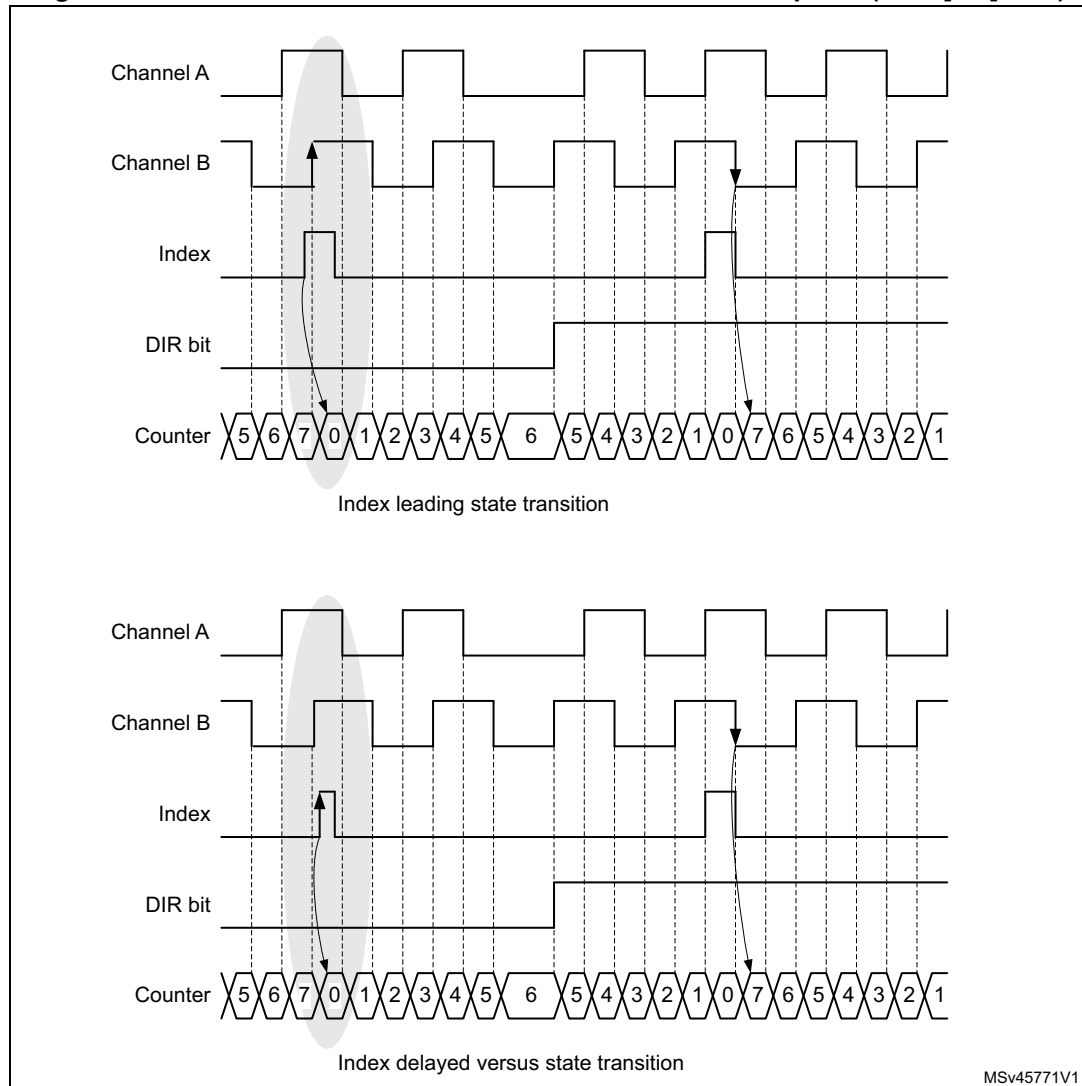 Channel A
Channel B
Index
DIR bit
Counter 5 6 7 0 1 2 3 4 5 6 5 4 3 2 1 0 7 6 5 4 3 2 1
Index leading state transition
Channel A
Channel B
Index
DIR bit
Counter 5 6 7 0 1 2 3 4 5 6 5 4 3 2 1 0 7 6 5 4 3 2 1
Index delayed versus state transition
MSv45771V1